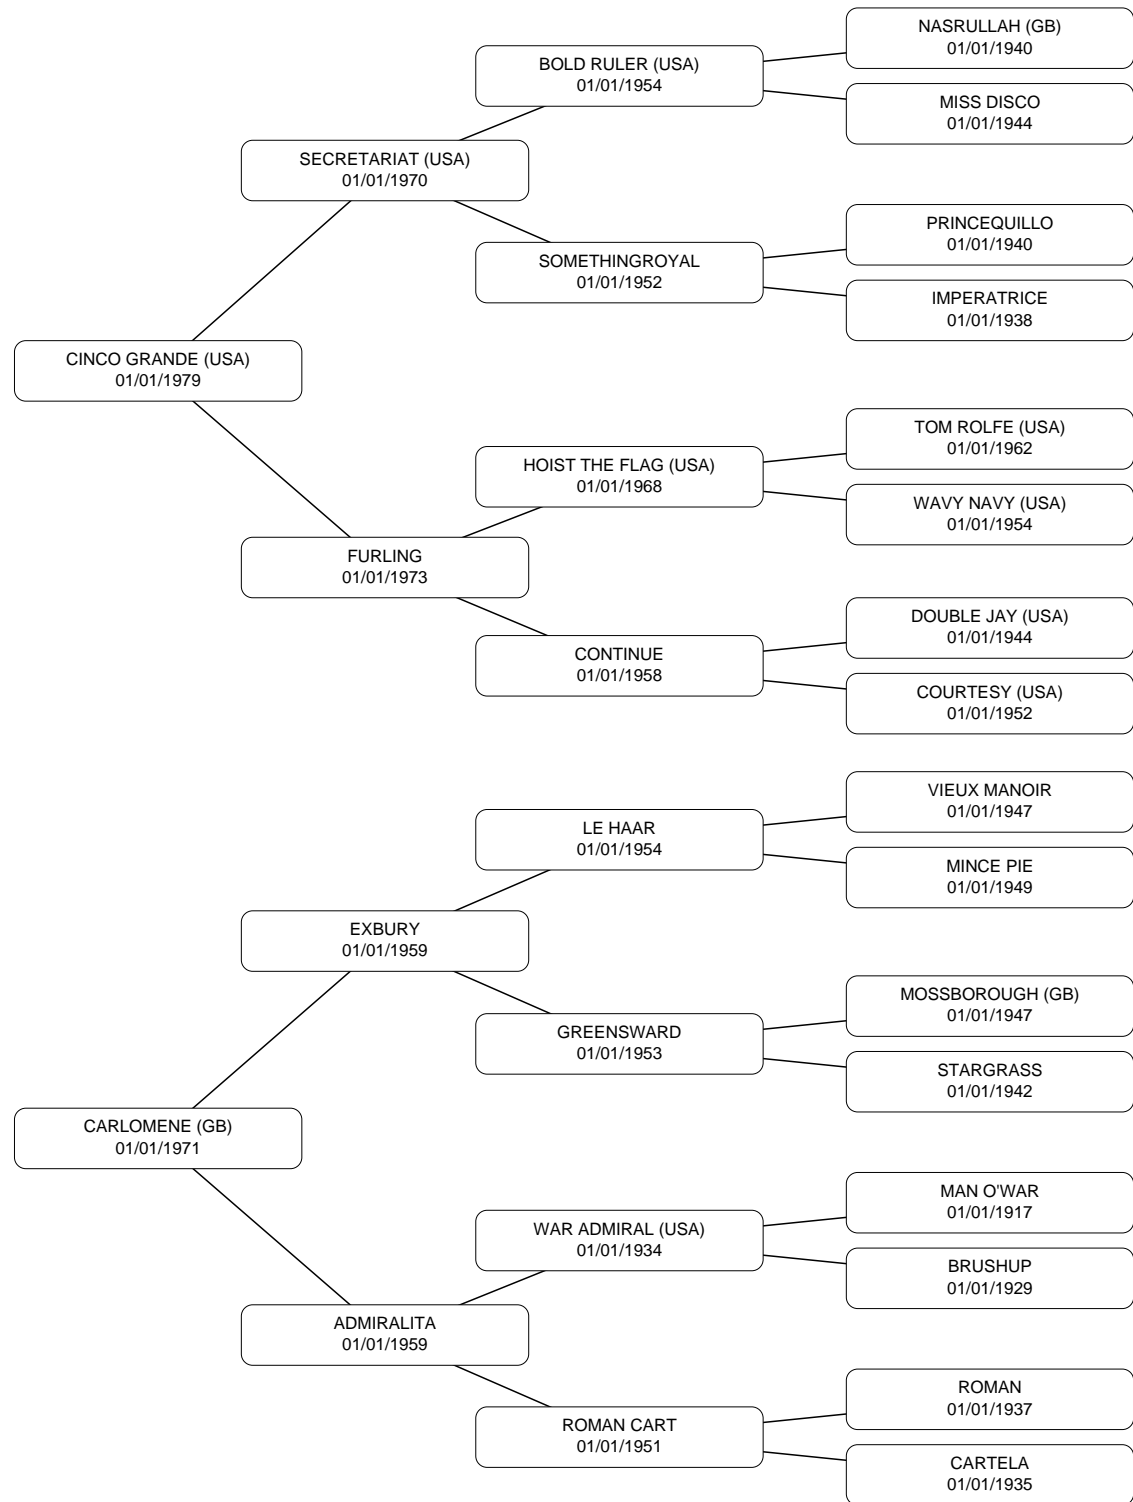 NASRULLAH (GB)
01/01/1940
BOLD RULER (USA)
01/01/1954
MISS DISCO
01/01/1944
SECRETARIAT (USA)
01/01/1970
PRINCEQUILLO
01/01/1940
SOMETHINGROYAL
01/01/1952
IMPERATRICE
01/01/1938
CINCO GRANDE (USA)
01/01/1979
TOM ROLFE (USA)
01/01/1962
HOIST THE FLAG (USA)
01/01/1968
WAVY NAVY (USA)
01/01/1954
FURLING
01/01/1973
DOUBLE JAY (USA)
01/01/1944
CONTINUE
01/01/1958
COURTESY (USA)
01/01/1952
VIEUX MANOIR
01/01/1947
LE HAAR
01/01/1954
MINCE PIE
01/01/1949
EXBURY
01/01/1959
MOSSBOROUGH (GB)
01/01/1947
GREENSWARD
01/01/1953
STARGRASS
01/01/1942
CARLOMENE (GB)
01/01/1971
MAN O'WAR
01/01/1917
WAR ADMIRAL (USA)
01/01/1934
BRUSHUP
01/01/1929
ADMIRALITA
01/01/1959
ROMAN
01/01/1937
ROMAN CART
01/01/1951
CARTELA
01/01/1935